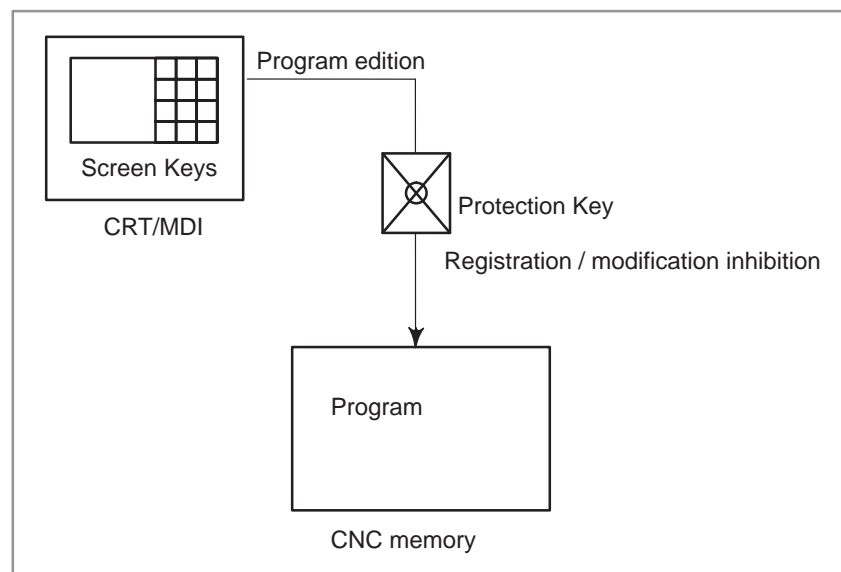 Program edition
Screen Keys
CRT/MDI
Protection Key
Registration / modification inhibition
Program
CNC memory